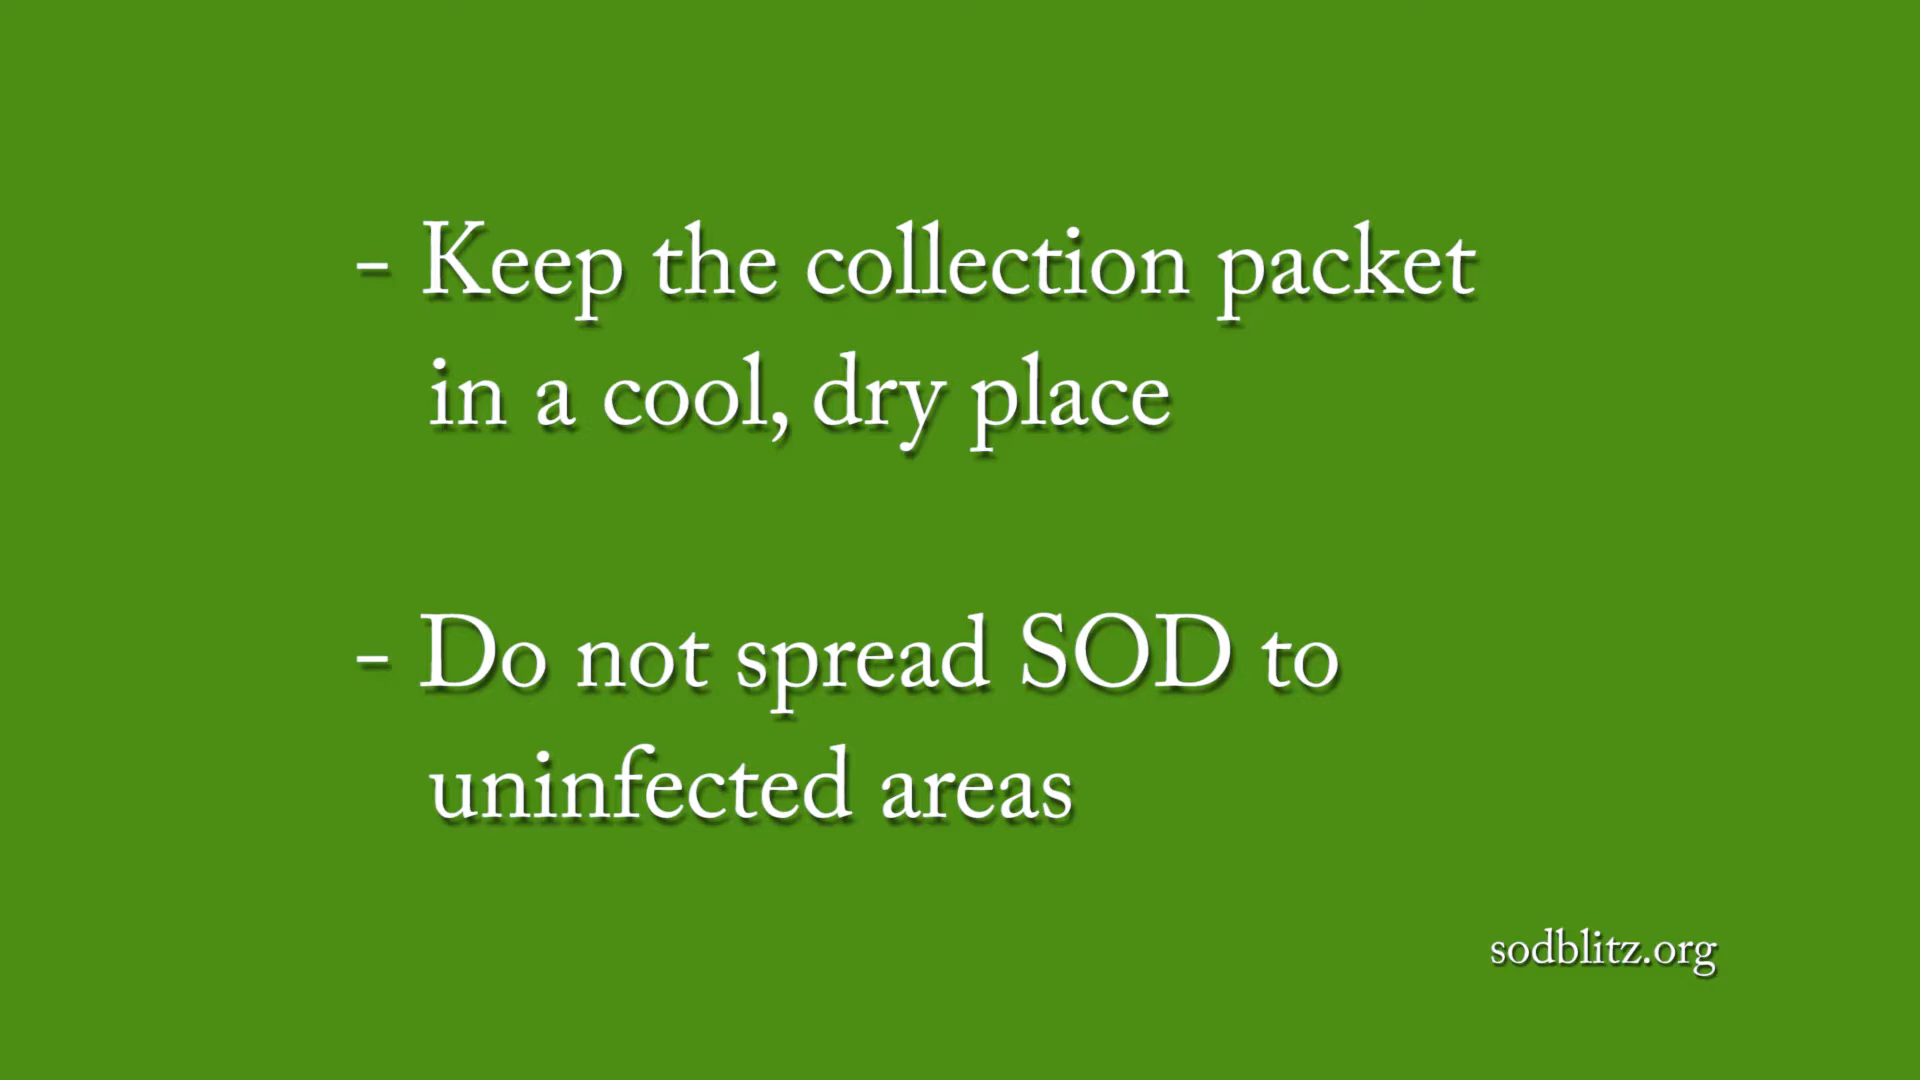 - Keep the collection packet
in a cool, dry place
- Do not spread SOD to
uninfected areas
sodblitz.org